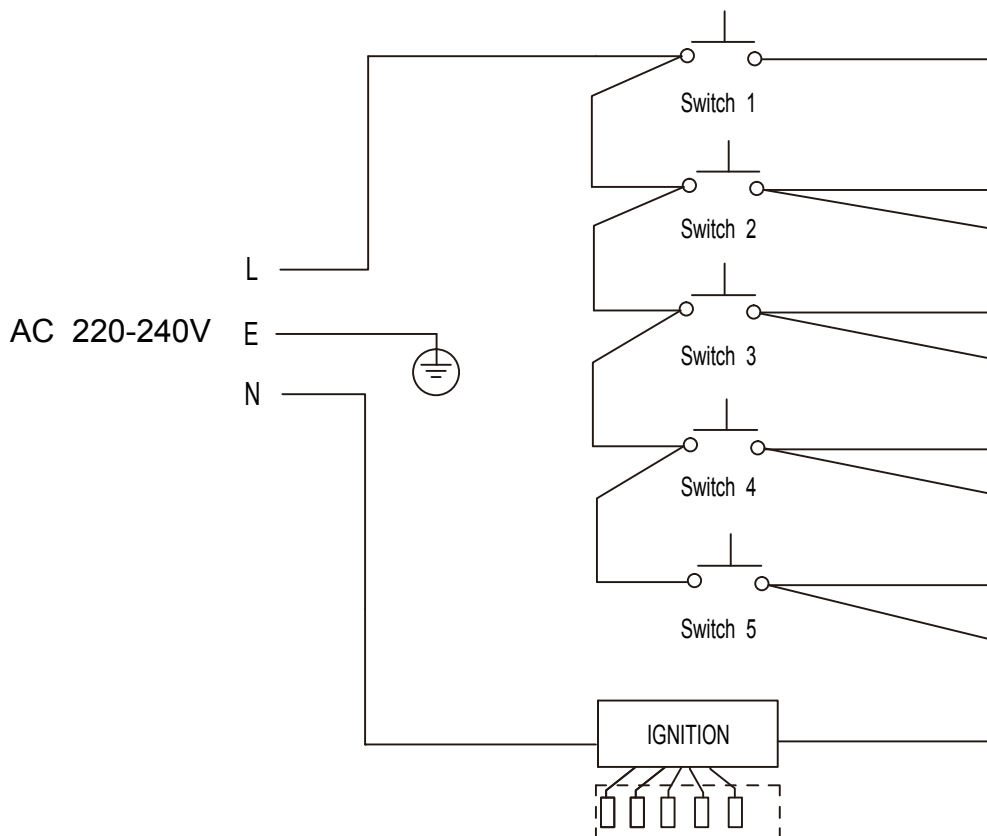 Switch 1
Switch 2
L
AC 220-240V E
Switch 3
N
Switch 4
Switch 5
IGNITION